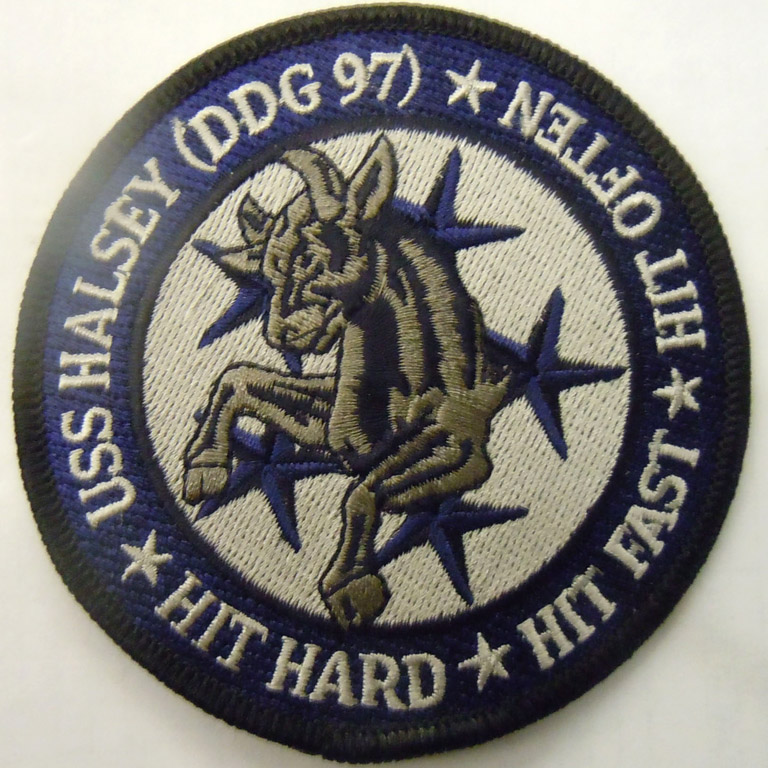 USS HALSEY (DDG 97)
HIT HARD
HIT FAST
HIT OFTEN